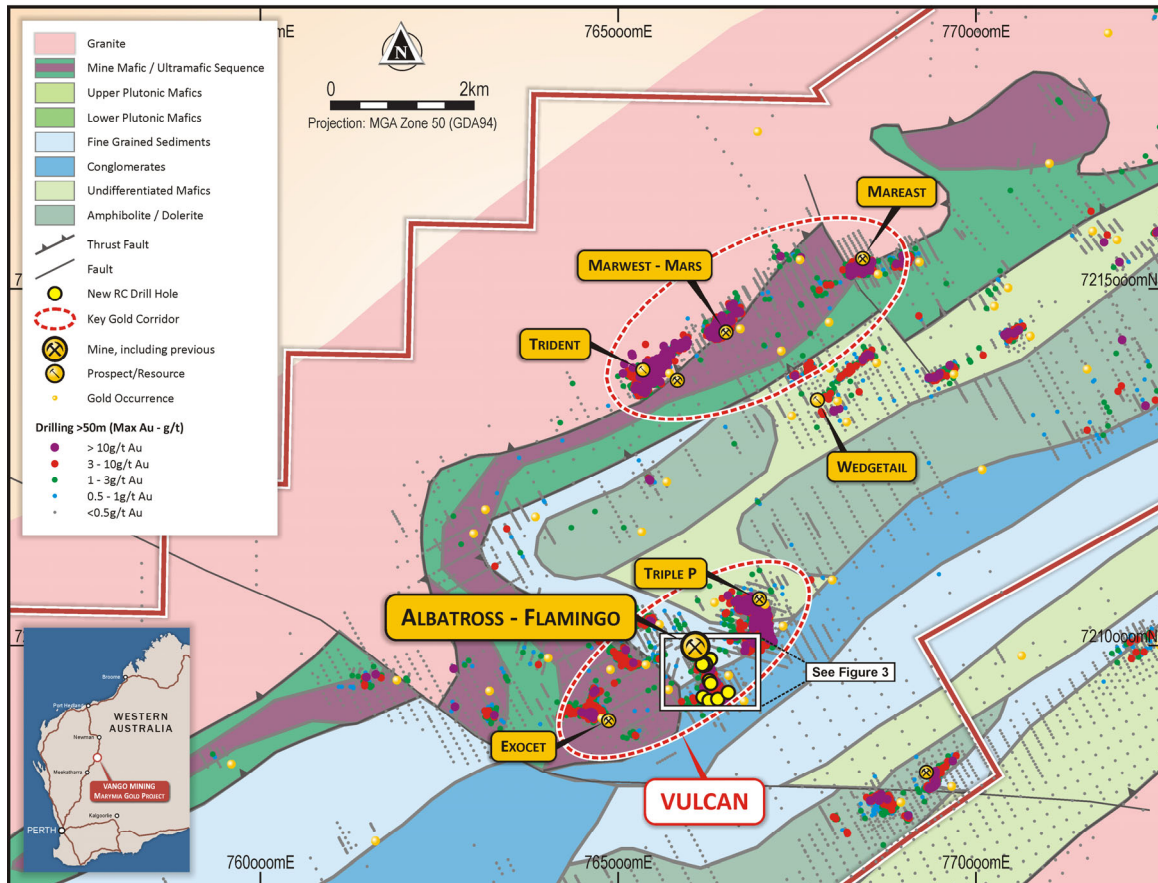 Granite
Mine Mafic / Ultramafic Sequence
Upper Plutonic Mafics
Lower Plutonic Mafics
Fine Grained Sediments
Conglomerates
Undifferentiated Mafics
Amphibolite / Dolerite
Thrust Fault
Fault
New RC Drill Hole
Key Gold Corridor
Mine, including previous
Prospect/Resource
Gold Occurrence
Drilling >50m (Max Au - g/t)
> 10g/t Au
3 - 10g/t Au
1 - 3g/t Au
0.5 - 1g/t Au
<0.5g/t Au
N
0 2km
Projection: MGA Zone 50 (GDA94)
765000mE
770000mE
MAREAST
MARWEST - MARS
7215000mN
TRIDENT
WEDGETAIL
TRIPLE P
ALBATROSS - FLAMINGO
7210000mN
See Figure 3
EXOCET
VULCAN
760000mE
765000mE
770000mE
Broome
Port Hedland
WESTERN
AUSTRALIA
Newman
Meekatharra
VANGO MINING
MARYMIA GOLD PROJECT
Kalgoorlie
PERTH